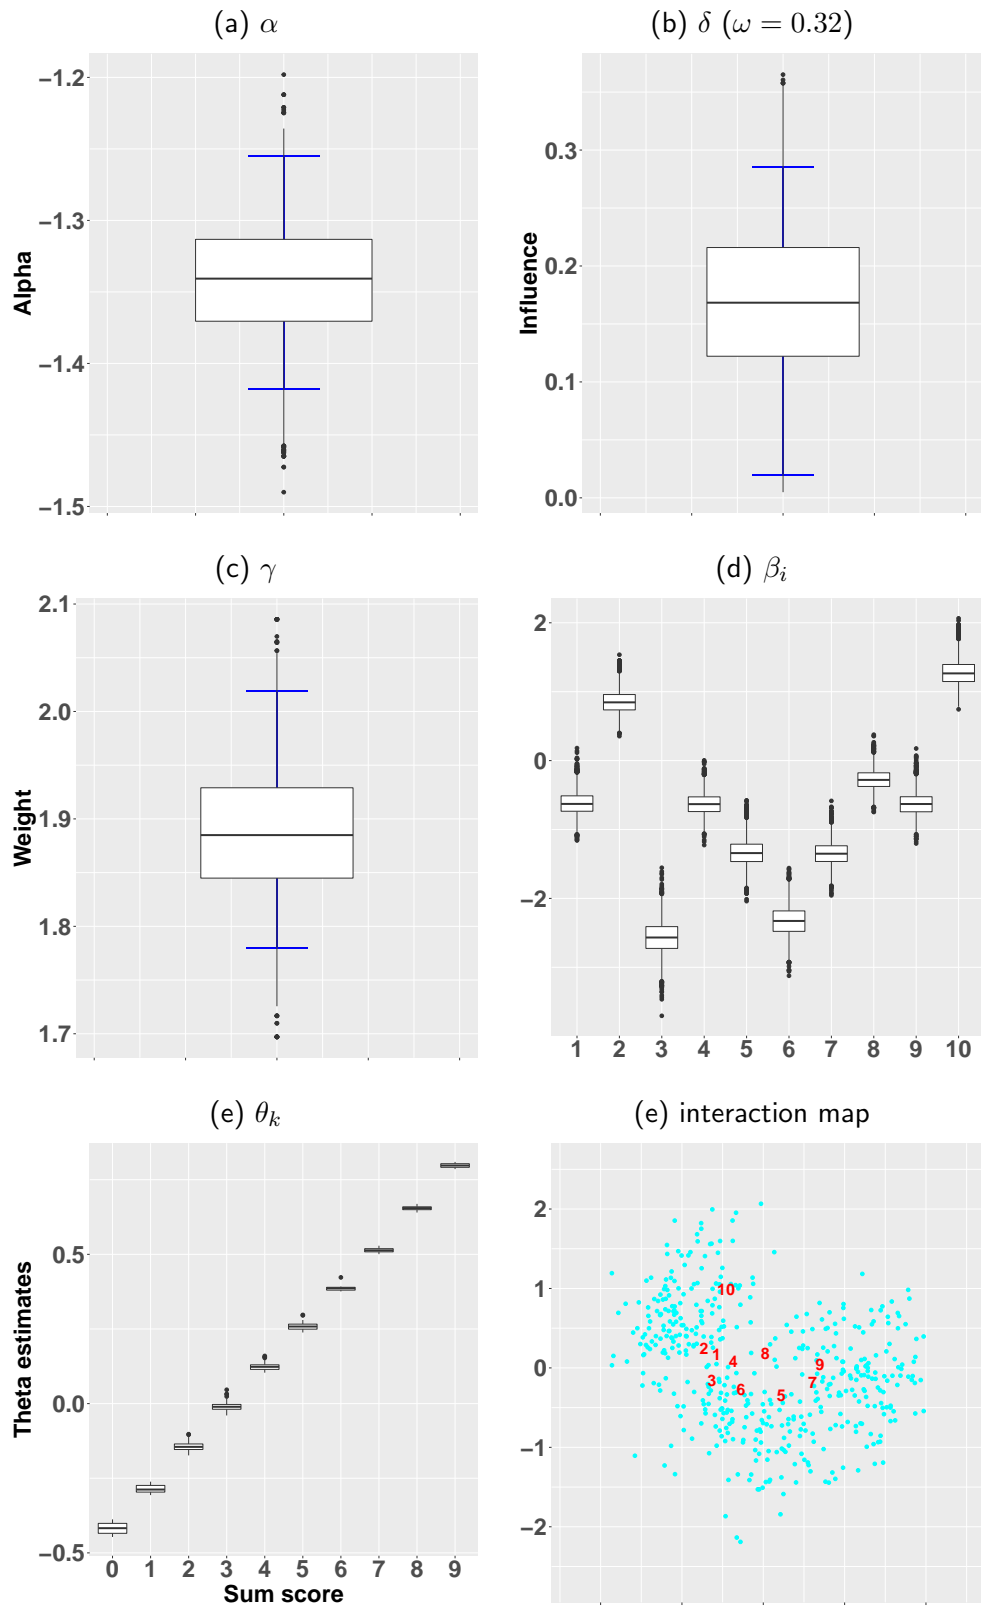 (a) α
(b) δ (ω = 0.32)
−1.2
−1.3
−1.4
−1.5
Alpha
0.3
0.2
0.1
0.0
Influence
(c) γ
(d) βi
2.1
2.0
1.9
1.8
1.7
Weight
2
0
−2
1 2 3 4 5 6 7 8 9 10
(e) θk
(e) interaction map
0.5
0.0
−0.5
Theta estimates
0 1 2 3 4 5 6 7 8 9
Sum score
2
1
0
−1
−2
10
2
1
4
8
9
3
6
5
7